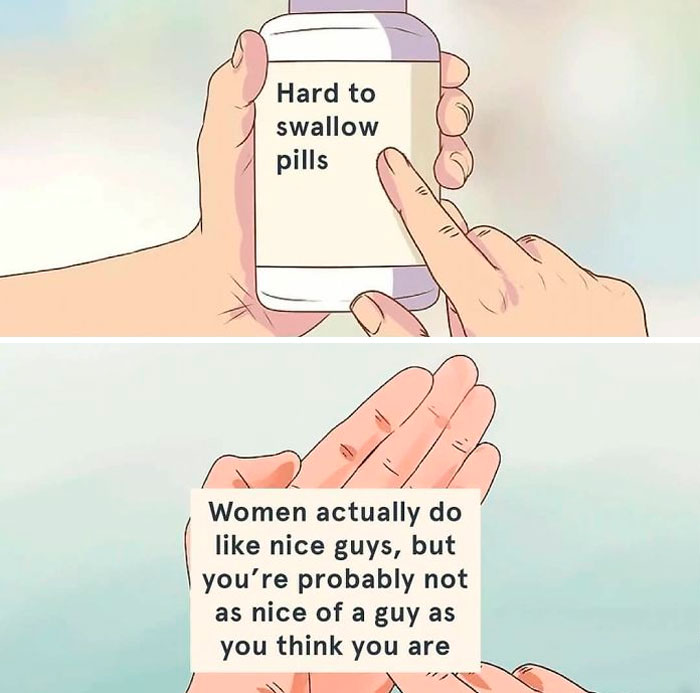 Hard to
swallow
pills
Women actually do
like nice guys, but
you're probably not
as nice of a guy as
you think you are